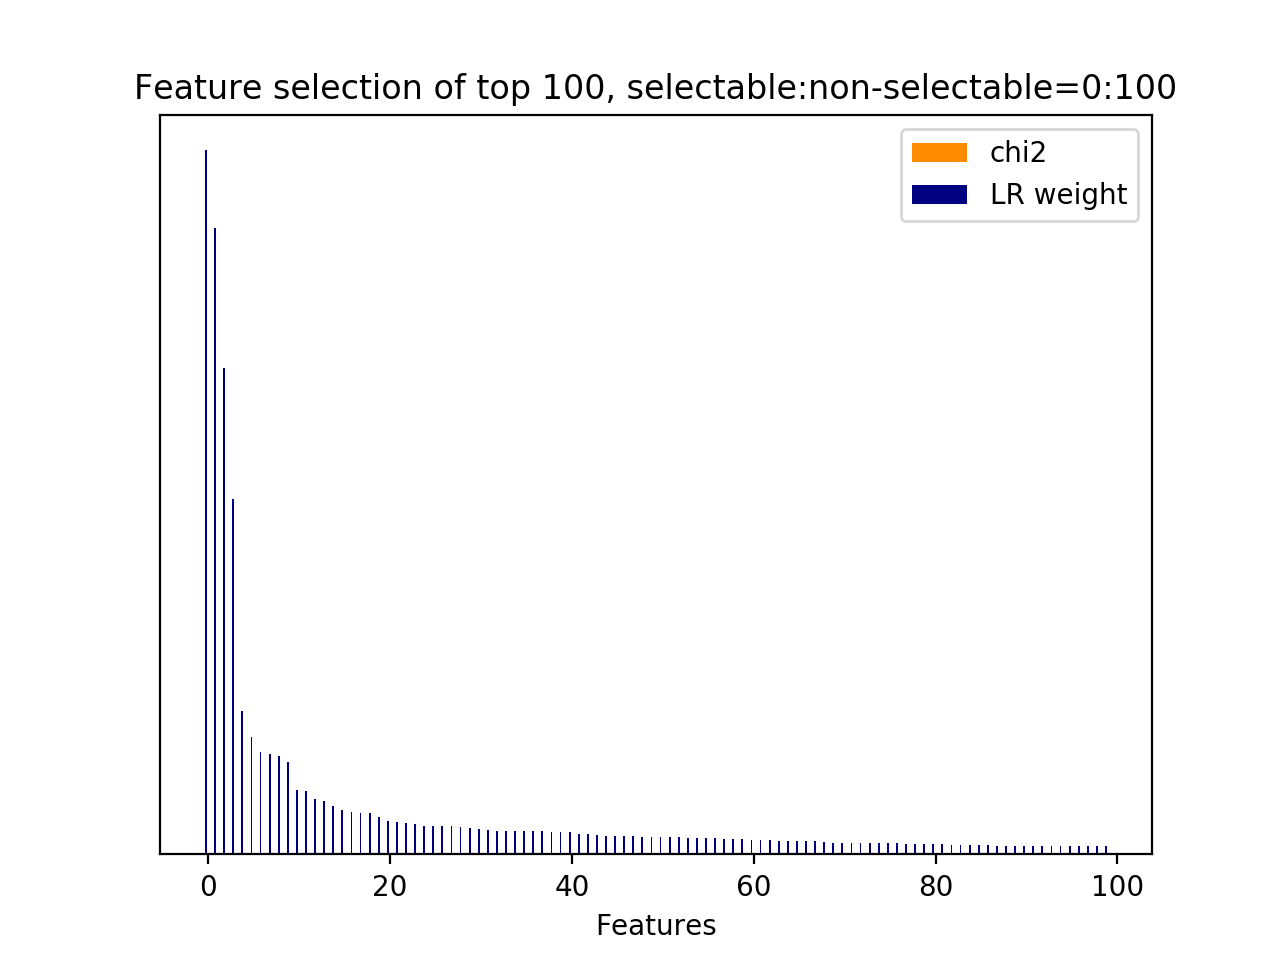 Feature selection of top 100, selectable:non-selectable=0:100
chi2
LR weight
0 20 40 60 80 100
Features